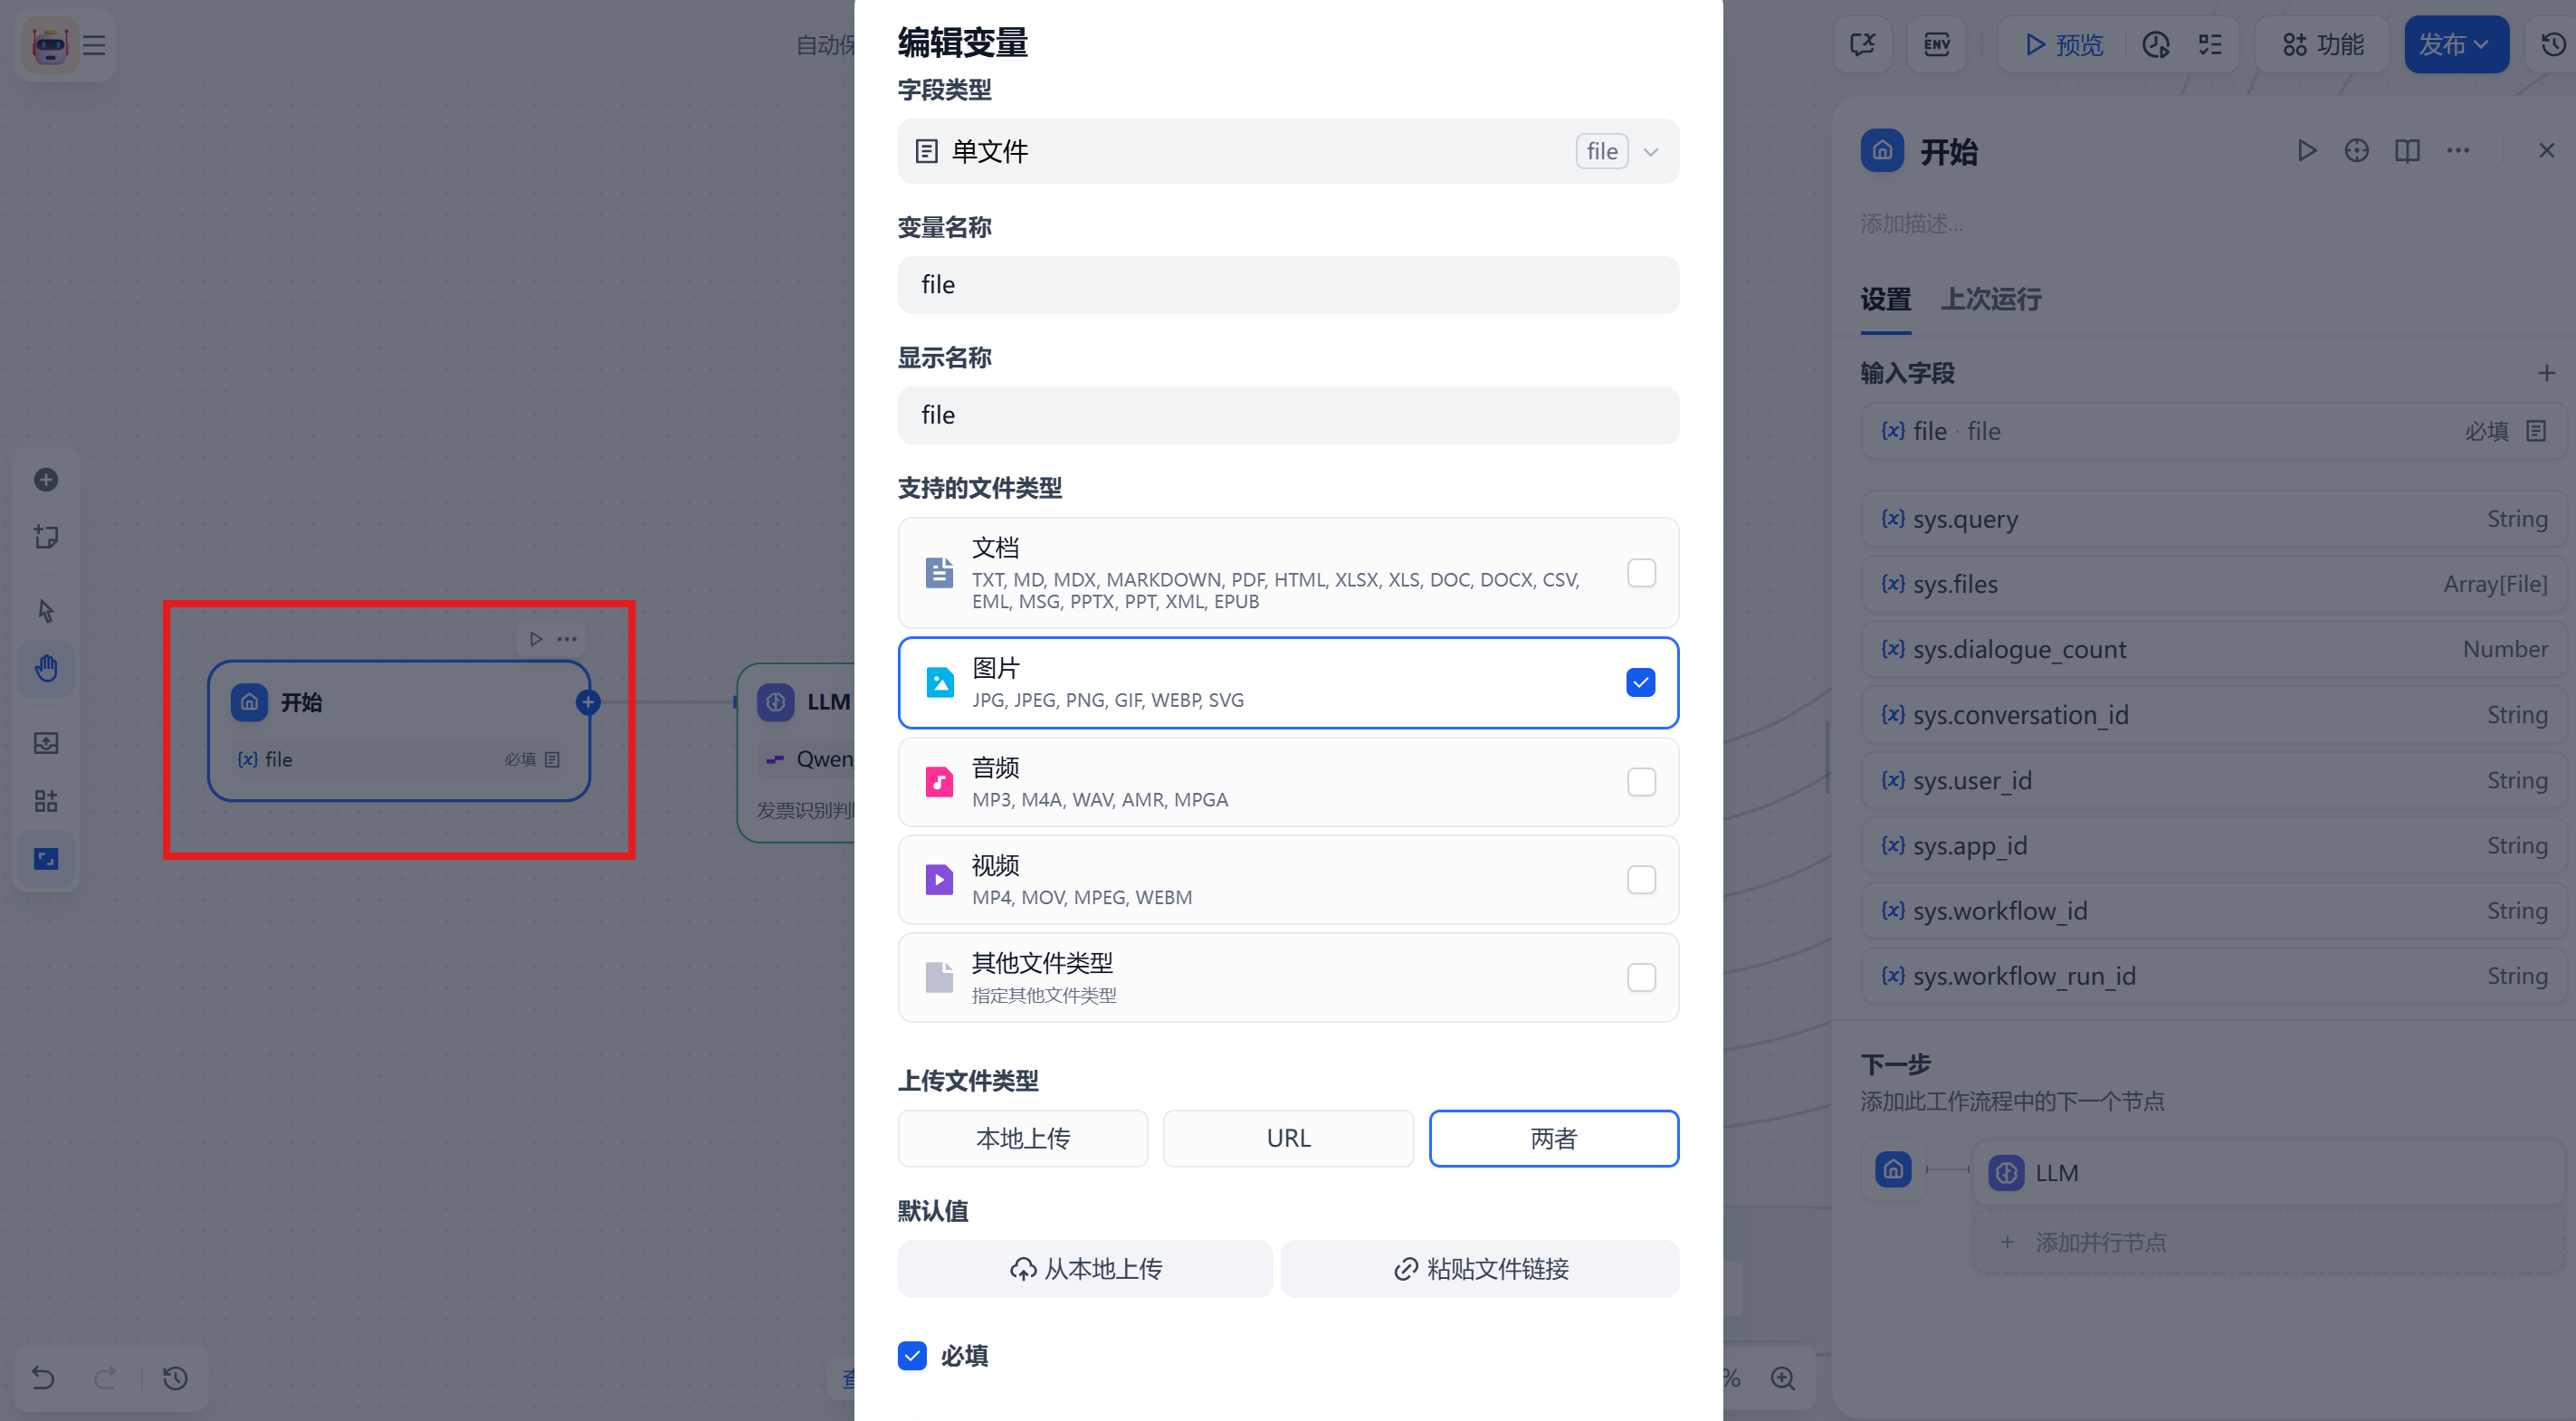 自动保
ENV
预览
功能
发布
编辑变量
字段类型
单文件
file
变量名称
file
显示名称
file
支持的文件类型
文档
TXT, MD, MDX, MARKDOWN, PDF, HTML, XLSX, XLS, DOC, DOCX, CSV,
EML, MSG, PPTX, PPT, XML, EPUB
图片
JPG, JPEG, PNG, GIF, WEBP, SVG
音频
MP3, M4A, WAV, AMR, MPGA
视频
MP4, MOV, MPEG, WEBM
其他文件类型
指定其他文件类型
上传文件类型
本地上传
URL
两者
默认值
从本地上传
粘贴文件链接
必填
开始
{x} file
必填
LLM
Qwen
发票识别判
%
开始
添加描述...
设置
上次运行
输入字段
{x} file · file
必填
{x} sys.query
String
{x} sys.files
Array[File]
{x} sys.dialogue_count
Number
{x} sys.conversation_id
String
{x} sys.user_id
String
{x} sys.app_id
String
{x} sys.workflow_id
String
{x} sys.workflow_run_id
String
下一步
添加此工作流程中的下一个节点
LLM
添加并行节点